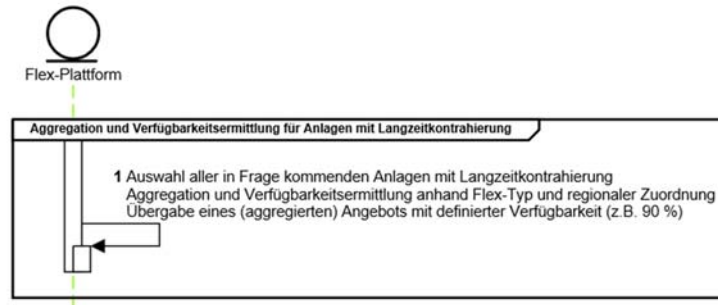 Flex-Plattform
Aggregation und Verfügbarkeitsermittlung für Anlagen mit Langzeitkontrahierung
1 Auswahl aller in Frage kommenden Anlagen mit Langzeitkontrahierung
Aggregation und Verfügbarkeitsermittlung anhand Flex-Typ und regionaler Zuordnung
Übergabe eines (aggregierten) Angebots mit definierter Verfügbarkeit (z.B. 90 %)